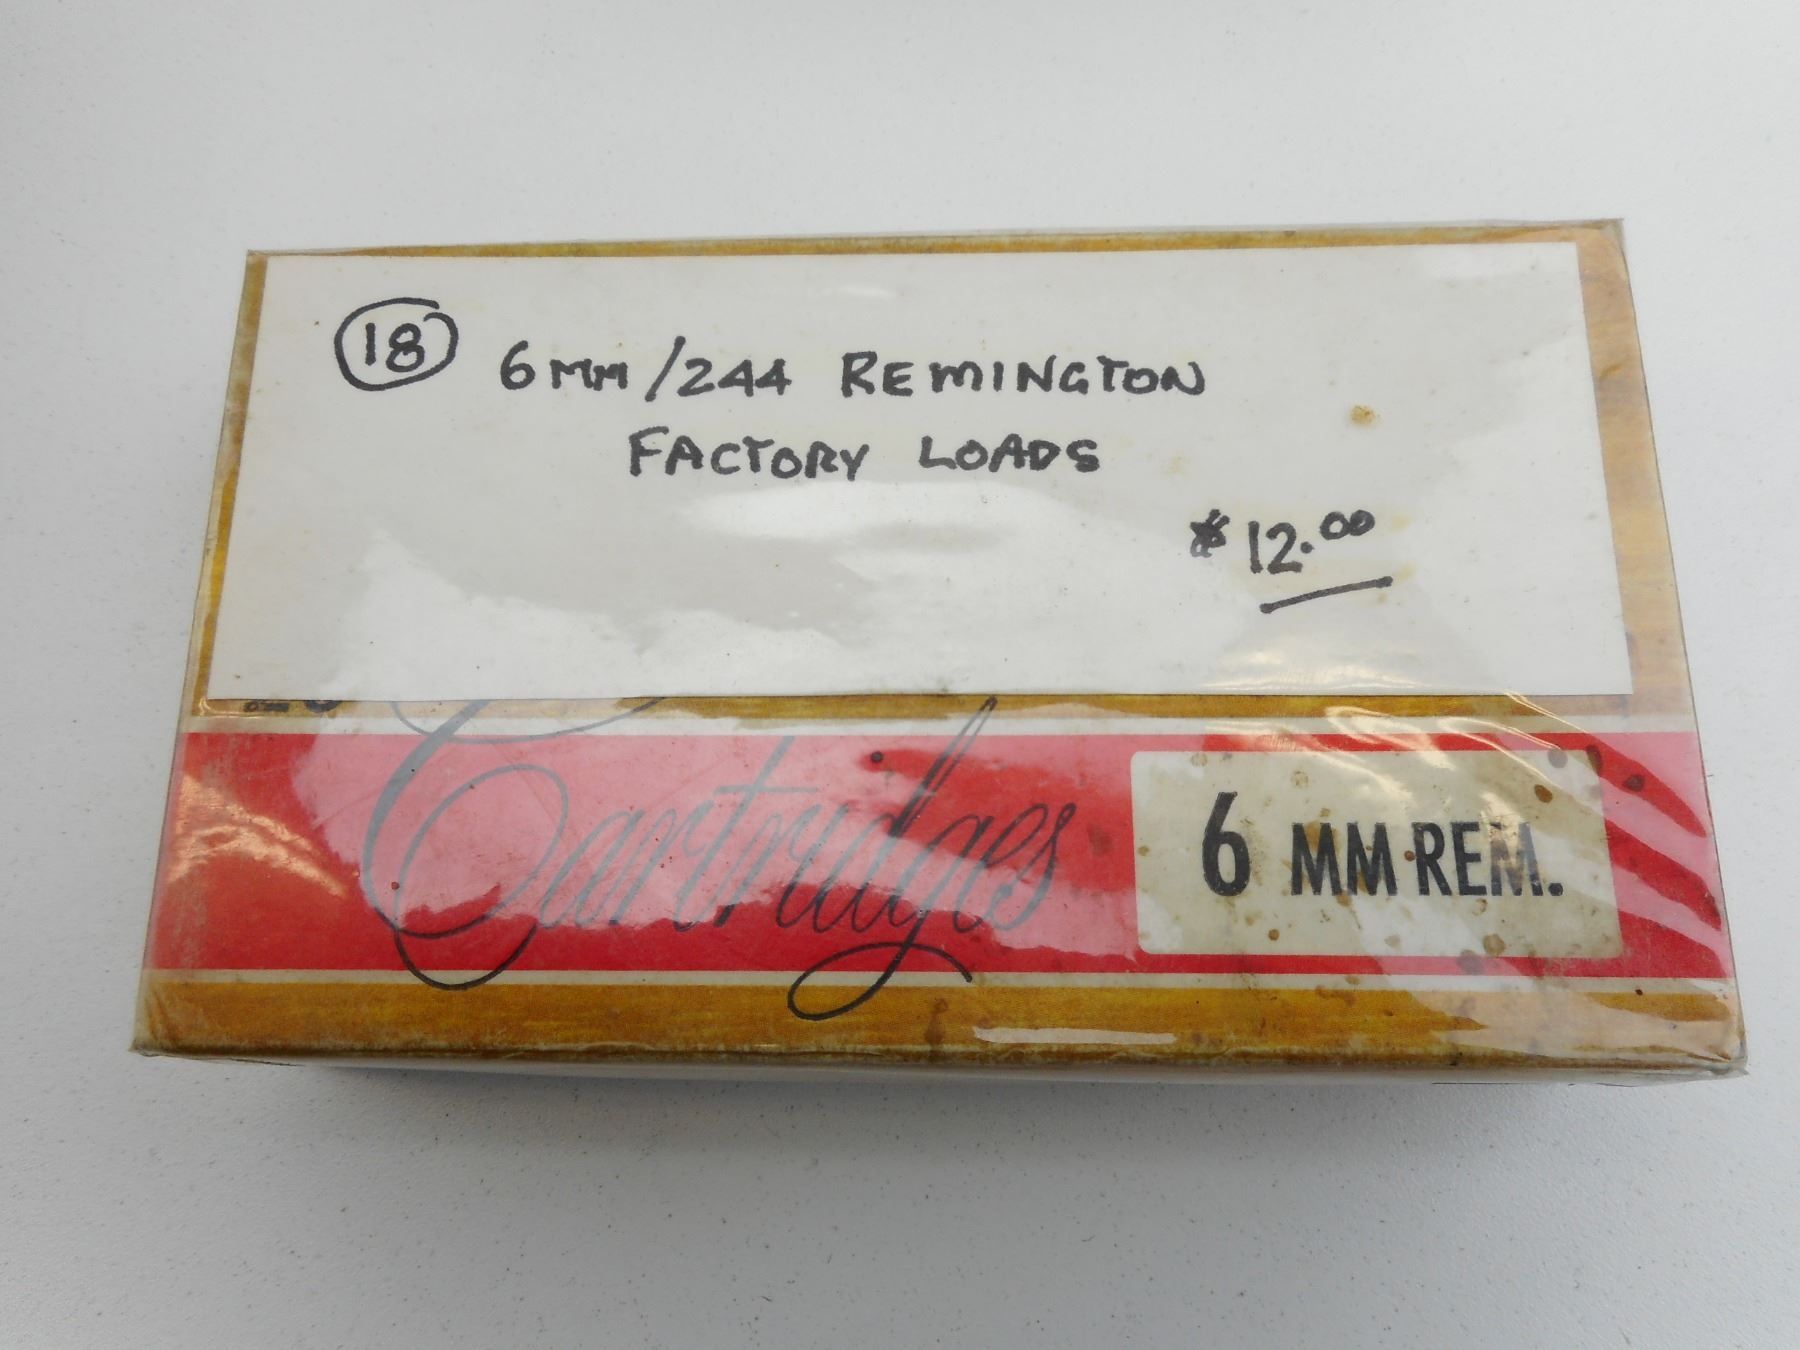 18 6MM/244 REMINGTON
FACTORY LOADS
$12.00
Cartridges
6 MM REM.